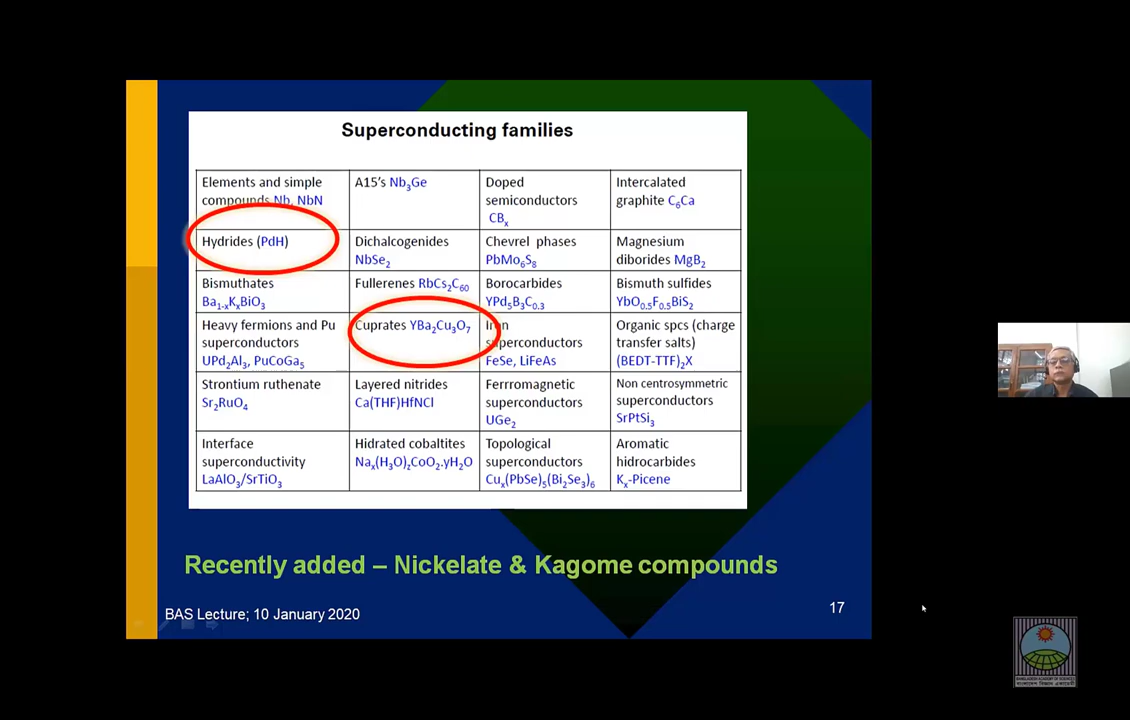 Superconducting families
Elements and simple
compounds Nb, NbN
A15's Nb₃Ge
Doped
semiconductors
CBₓ
Intercalated
graphite C₆Ca
Hydrides (PdH)
Dichalcogenides
NbSe₂
Chevrel phases
PbMo₆S₈
Magnesium
diborides MgB₂
Bismuthates
Ba₁₋ₓKₓBiO₃
Fullerenes RbCs₂C₆₀
Borocarbides
YPd₅B₃C₀.₃
Bismuth sulfides
YbO₀.₅F₀.₅BiS₂
Heavy fermions and Pu
superconductors
UPd₂Al₃, PuCoGa₅
Cuprates YBa₂Cu₃O₇
Iron
superconductors
FeSe, LiFeAs
Organic spcs (charge
transfer salts)
(BEDT-TTF)₂X
Strontium ruthenate
Sr₂RuO₄
Layered nitrides
Ca(THF)HfNCl
Ferrromagnetic
superconductors
UGe₂
Non centrosymmetric
superconductors
SrPtSi₃
Interface
superconductivity
LaAlO₃/SrTiO₃
Hidrated cobaltites
Naₓ(H₃O)₂CoO₂.yH₂O
Topological
superconductors
Cuₓ(PbSe)₅(Bi₂Se₃)₆
Aromatic
hidrocarbides
Kₓ-Picene
Recently added – Nickelate & Kagome compounds
BAS Lecture; 10 January 2020
17